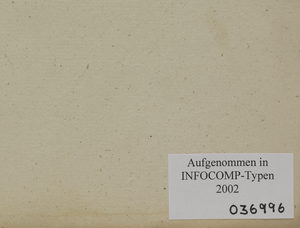 Aufgenommen in
INFOCOMP-Typen
2002
036996